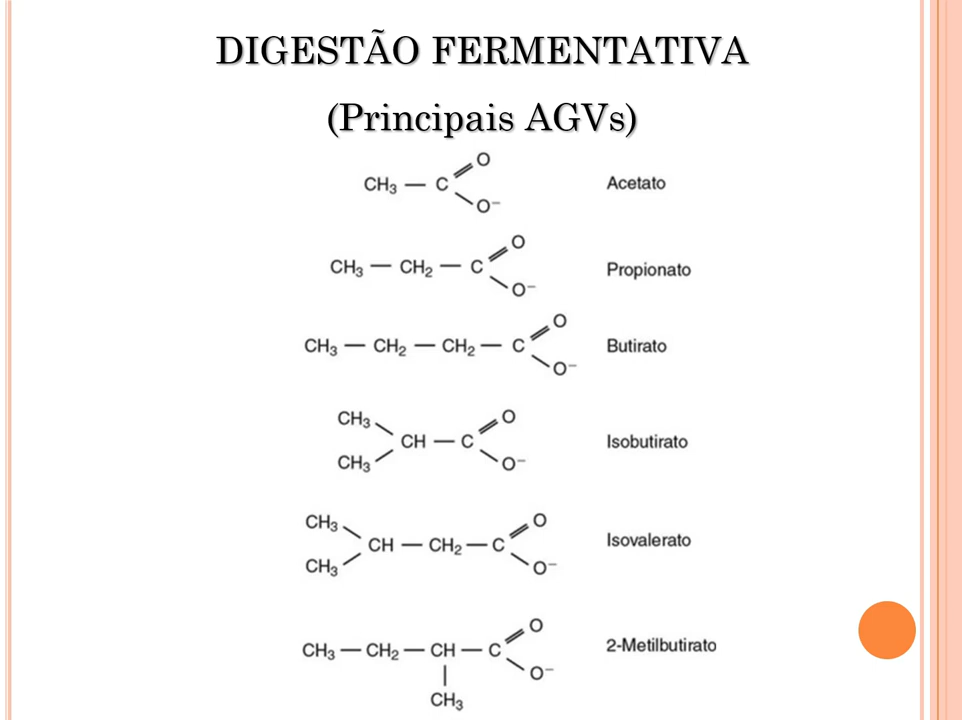 DIGESTÃO FERMENTATIVA
(Principais AGVs)
O
CH₃ — C
O⁻
Acetato
O
CH₃ — CH₂ — C
O⁻
Propionato
O
CH₃ — CH₂ — CH₂ — C
O⁻
Butirato
CH₃
O
CH — C
CH₃
O⁻
Isobutirato
CH₃
O
CH — CH₂ — C
CH₃
O⁻
Isovalerato
O
CH₃ — CH₂ — CH — C
O⁻
CH₃
2-Metilbutirato